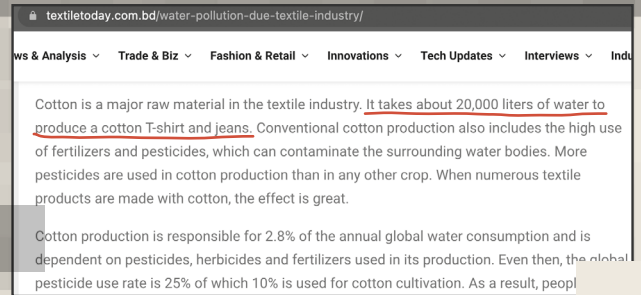 textiletoday.com.bd/water-pollution-due-textile-industry/
ws & Analysis Trade & Biz Fashion & Retail Innovations Tech Updates Interviews Indu
Cotton is a major raw material in the textile industry. It takes about 20,000 liters of water to
produce a cotton T-shirt and jeans. Conventional cotton production also includes the high use
of fertilizers and pesticides, which can contaminate the surrounding water bodies. More
pesticides are used in cotton production than in any other crop. When numerous textile
products are made with cotton, the effect is great.
Cotton production is responsible for 2.8% of the annual global water consumption and is
dependent on pesticides, herbicides and fertilizers used in its production. Even then, the global
pesticide use rate is 25% of which 10% is used for cotton cultivation. As a result, peopl